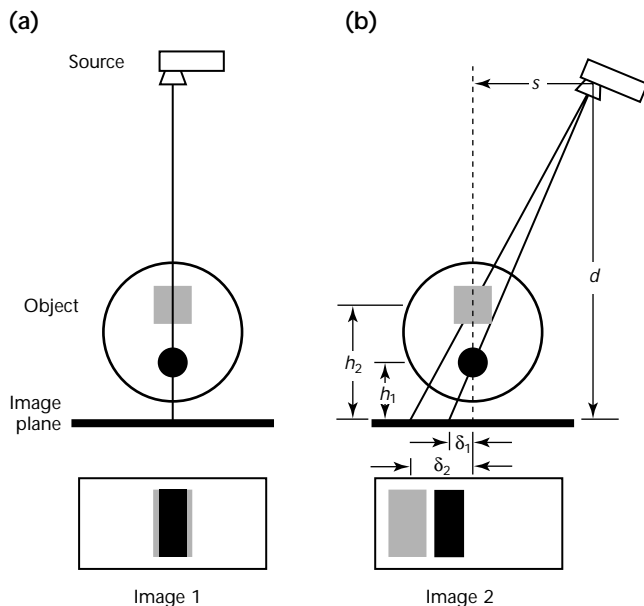 (a)
Source
Object
Image
plane
Image 1
(b)
s
d
h2
h1
δ1
δ2
Image 2